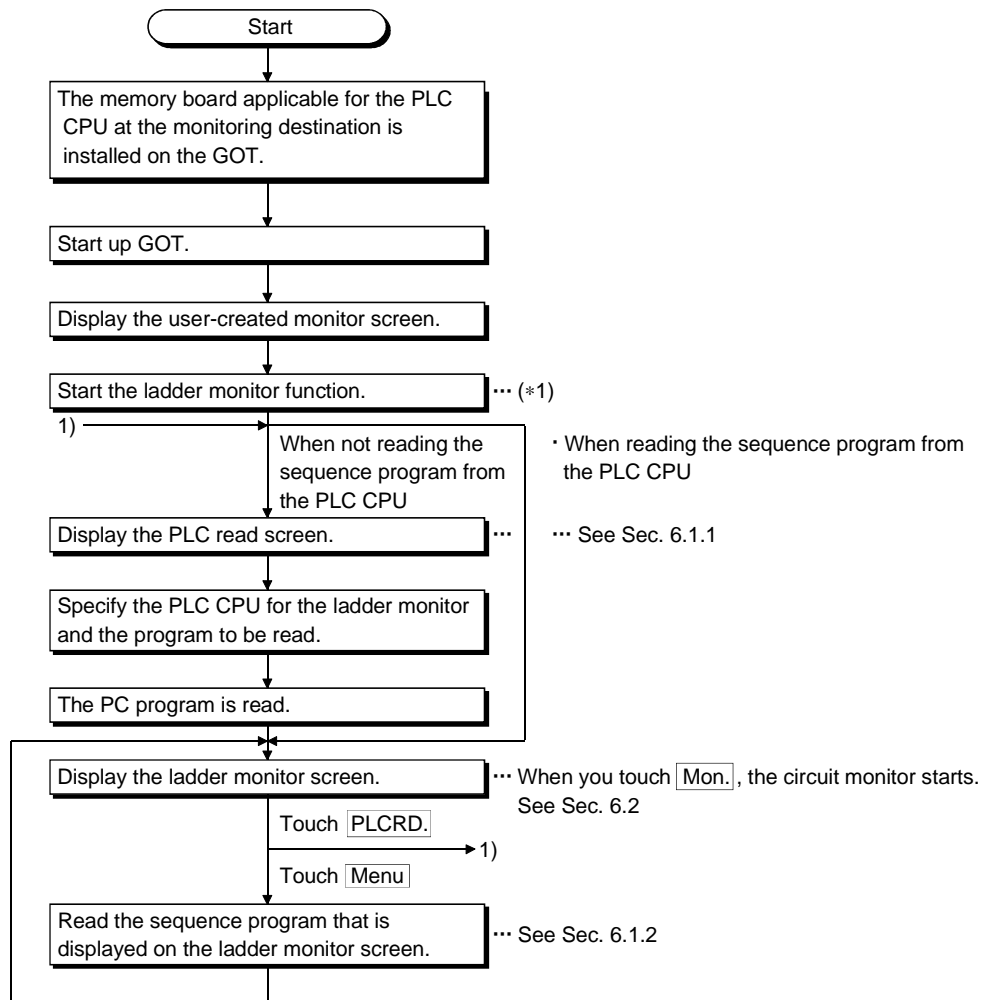 Start
The memory board applicable for the PLC
CPU at the monitoring destination is
installed on the GOT.
Start up GOT.
Display the user-created monitor screen.
Start the ladder monitor function.
··· (*1)
1)
When not reading the
sequence program from
the PLC CPU
· When reading the sequence program from
the PLC CPU
Display the PLC read screen.
···
··· See Sec. 6.1.1
Specify the PLC CPU for the ladder monitor
and the program to be read.
The PC program is read.
Display the ladder monitor screen.
··· When you touch Mon. , the circuit monitor starts.
See Sec. 6.2
Touch PLCRD.
1)
Touch Menu
Read the sequence program that is
displayed on the ladder monitor screen.
··· See Sec. 6.1.2